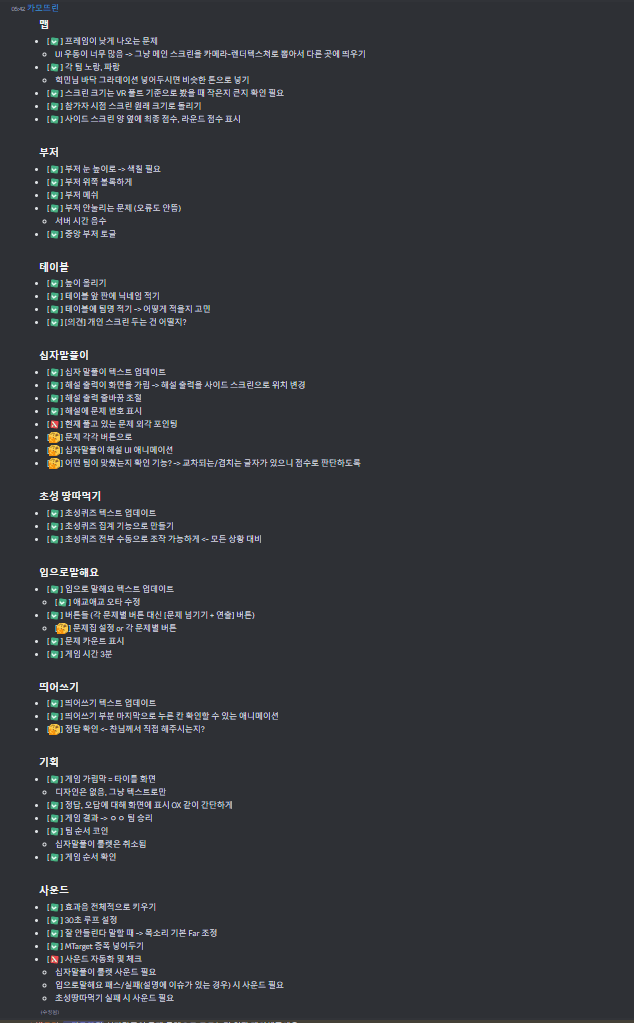 05:42 카모뜨린
맵
[✅] 프레임이 낮게 나오는 문제
UI 우동이 너무 많음 -> 그냥 메인 스크린을 카메라-렌더텍스쳐로 뽑아서 다른 곳에 띄우기
[✅] 각 팀 노랑, 파랑
회민님 바닥 그라데이션 넣어두시면 비슷한 톤으로 넣기
[✅] 스크린 크기는 VR 풀트 기준으로 봤을 때 작은지 큰지 확인 필요
[✅] 참가자 시점 스크린 원래 크기로 돌리기
[✅] 사이드 스크린 양 옆에 최종 점수, 라운드 점수 표시
부저
[✅] 부저 눈 높이로 -> 색칠 필요
[✅] 부저 위쪽 볼록하게
[✅] 부저 메쉬
[✅] 부저 안눌리는 문제 (오류도 안뜸)
서버 시간 음수
[✅] 중앙 부저 토글
테이블
[✅] 높이 올리기
[✅] 테이블 앞 판에 닉네임 적기
[✅] 테이블에 팀명 적기 -> 어떻게 적을지 고민
[✅] [의견] 개인 스크린 두는 건 어떨지?
십자말풀이
[✅] 십자 말풀이 텍스트 업데이트
[✅] 해설 출력이 화면을 가림 -> 해설 출력을 사이드 스크린으로 위치 변경
[✅] 해설 출력 줄바꿈 조절
[✅] 해설에 문제 번호 표시
[❌] 현재 풀고 있는 문제 외각 포인팅
[🤔] 문제 각각 버튼으로
[🤔] 십자말풀이 해설 UI 애니메이션
[🤔] 어떤 팀이 맞췄는지 확인 기능? -> 교차되는/겹치는 글자가 있으니 점수로 판단하도록
초성 땅따먹기
[✅] 초성퀴즈 텍스트 업데이트
[✅] 초성퀴즈 집계 기능으로 만들기
[✅] 초성퀴즈 전부 수동으로 조작 가능하게 <- 모든 상황 대비
입으로말해요
[✅] 입으로 말해요 텍스트 업데이트
[✅] 애교애교 오타 수정
[✅] 버튼들 (각 문제별 버튼 대신 [문제 넘기기 + 연출] 버튼)
[🤔] 문제집 설정 or 각 문제별 버튼
[✅] 문제 카운트 표시
[✅] 게임 시간 3분
띄어쓰기
[✅] 띄어쓰기 텍스트 업데이트
[✅] 띄어쓰기 부분 마지막으로 누른 칸 확인할 수 있는 애니메이션
[🤔] 정답 확인 <- 찬님께서 직접 해주시는지?
기획
[✅] 게임 가림막 = 타이틀 화면
디자인은 없음, 그냥 텍스트로만
[✅] 정답, 오답에 대해 화면에 표시 OX 같이 간단하게
[✅] 게임 결과 -> ㅇㅇ 팀 승리
[✅] 팀 순서 코인
십자말풀이 룰렛은 취소됨
[✅] 게임 순서 확인
사운드
[✅] 효과음 전체적으로 키우기
[✅] 30초 루프 설정
[✅] 잘 안들린다 말할 때 -> 목소리 기본 Far 조정
[✅] MTarget 증폭 넣어두기
[❌] 사운드 자동화 및 체크
십자말풀이 룰렛 사운드 필요
입으로말해요 패스/실패(설명에 이슈가 있는 경우) 시 사운드 필요
초성땅따먹기 실패 시 사운드 필요
(수정됨)